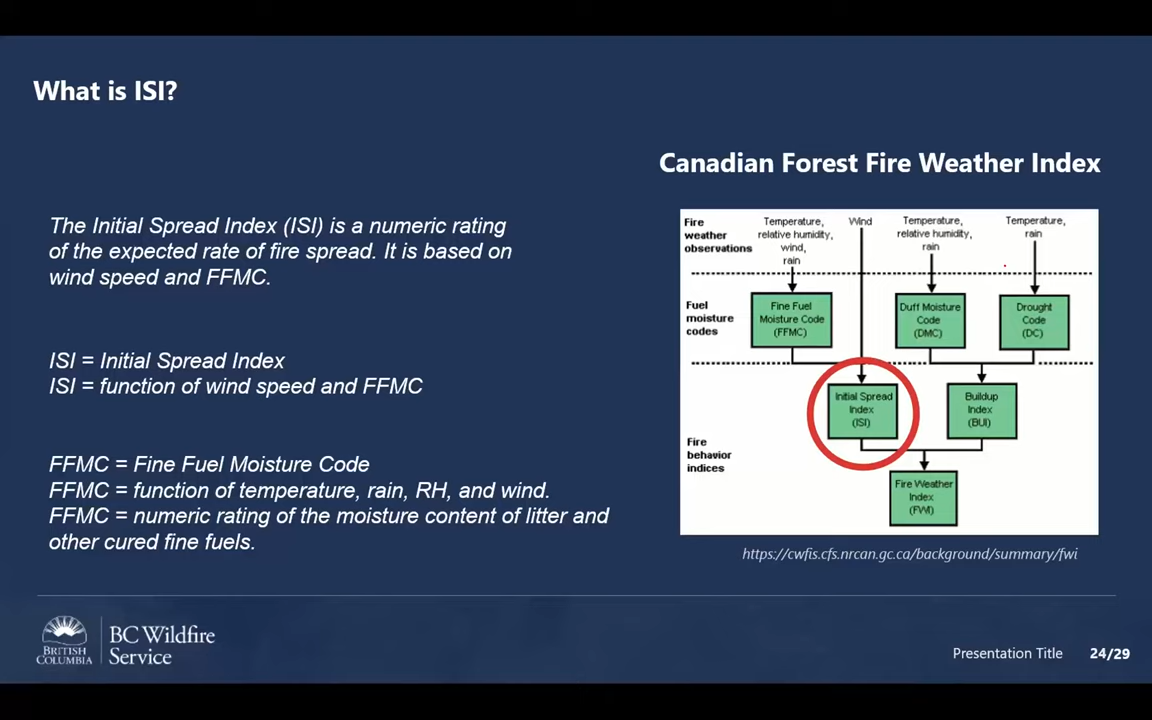 What is ISI?
Canadian Forest Fire Weather Index
The Initial Spread Index (ISI) is a numeric rating
of the expected rate of fire spread. It is based on
wind speed and FFMC.
ISI = Initial Spread Index
ISI = function of wind speed and FFMC
FFMC = Fine Fuel Moisture Code
FFMC = function of temperature, rain, RH, and wind.
FFMC = numeric rating of the moisture content of litter and
other cured fine fuels.
Fire
weather
observations
Temperature,
relative humidity,
wind,
rain
Wind
Temperature,
relative humidity,
rain
Temperature,
rain
Fuel
moisture
codes
Fine Fuel
Moisture Code
(FFMC)
Duff Moisture
Code
(DMC)
Drought
Code
(DC)
Fire
behavior
indices
Initial Spread
Index
(ISI)
Buildup
Index
(BUI)
Fire Weather
Index
(FWI)
https://cwfis.cfs.nrcan.gc.ca/background/summary/fwi
BRITISH
COLUMBIA
BC Wildfire
Service
Presentation Title
24/29